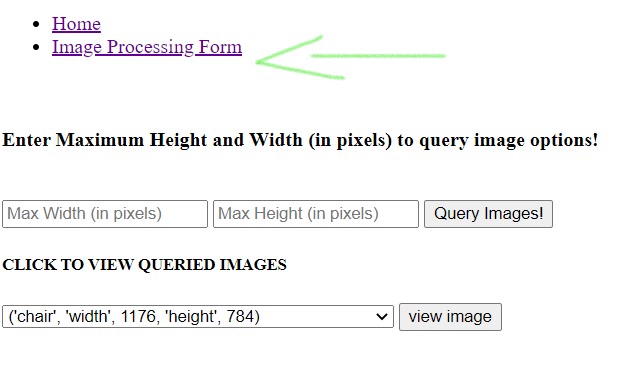 Home
Image Processing Form
Enter Maximum Height and Width (in pixels) to query image options!
Max Width (in pixels) Max Height (in pixels) Query Images!
CLICK TO VIEW QUERIED IMAGES
('chair', 'width', 1176, 'height', 784) view image